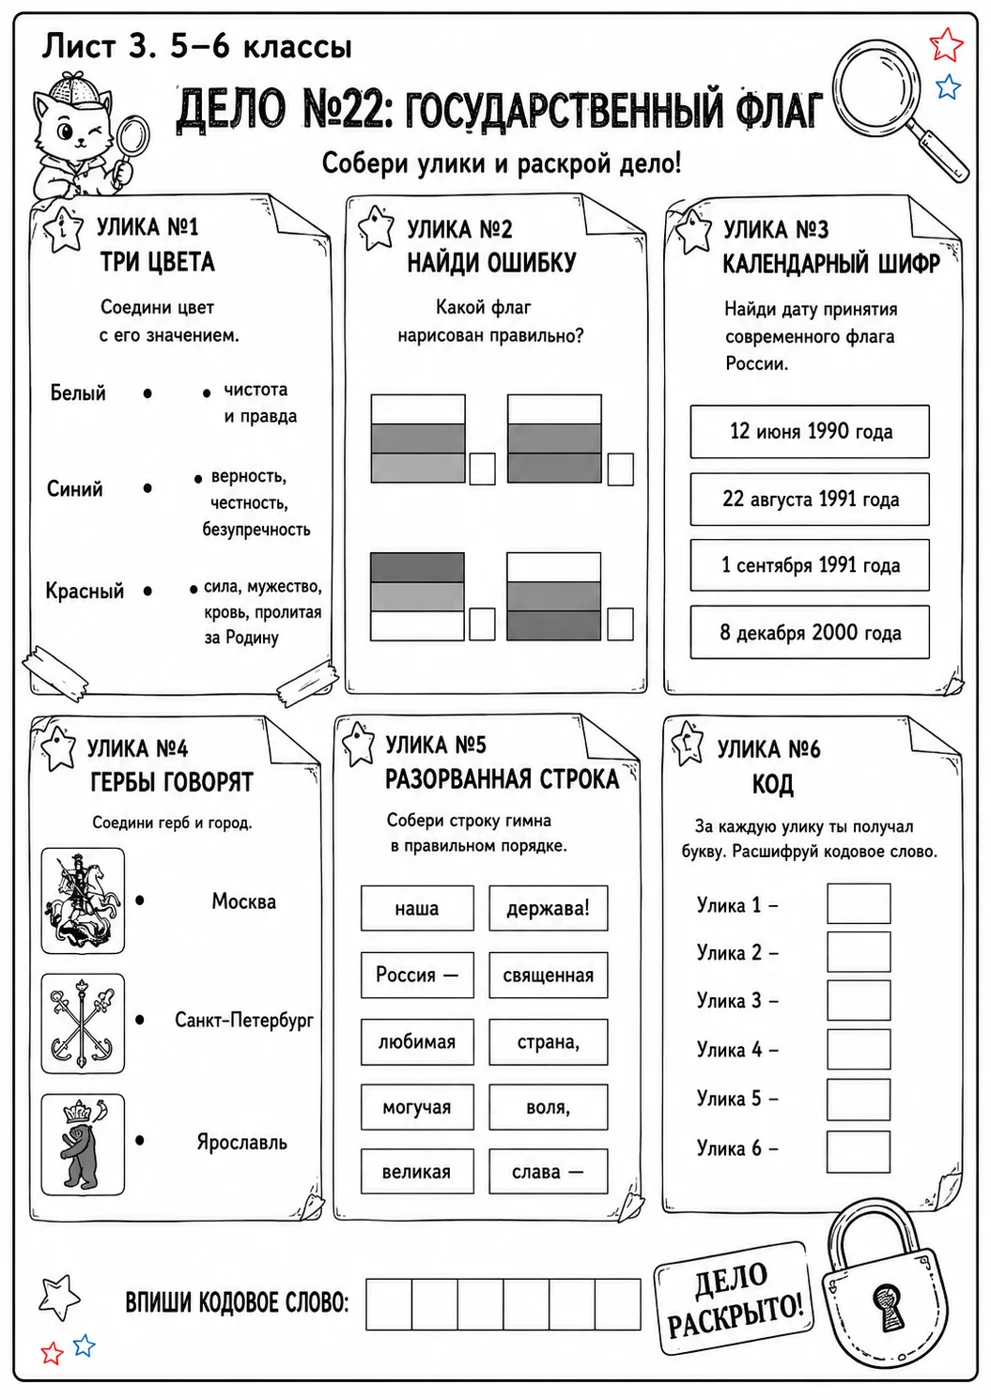 Лист 3. 5–6 классы
ДЕЛО №22: ГОСУДАРСТВЕННЫЙ ФЛАГ
Собери улики и раскрой дело!
УЛИКА №1
ТРИ ЦВЕТА
Соедини цвет
с его значением.
Белый
чистота
и правда
Синий
верность,
честность,
безупречность
Красный
сила, мужество,
кровь, пролитая
за Родину
УЛИКА №2
НАЙДИ ОШИБКУ
Какой флаг
нарисован правильно?
УЛИКА №3
КАЛЕНДАРНЫЙ ШИФР
Найди дату принятия
современного флага
России.
12 июня 1990 года
22 августа 1991 года
1 сентября 1991 года
8 декабря 2000 года
УЛИКА №4
ГЕРБЫ ГОВОРЯТ
Соедини герб и город.
Москва
Санкт-Петербург
Ярославль
УЛИКА №5
РАЗОРВАННАЯ СТРОКА
Собери строку гимна
в правильном порядке.
наша держава!
Россия — священная
любимая страна,
могучая воля,
великая слава —
УЛИКА №6
КОД
За каждую улику ты получал
букву. Расшифруй кодовое слово.
Улика 1 –
Улика 2 –
Улика 3 –
Улика 4 –
Улика 5 –
Улика 6 –
ВПИШИ КОДОВОЕ СЛОВО:
ДЕЛО
РАСКРЫТО!